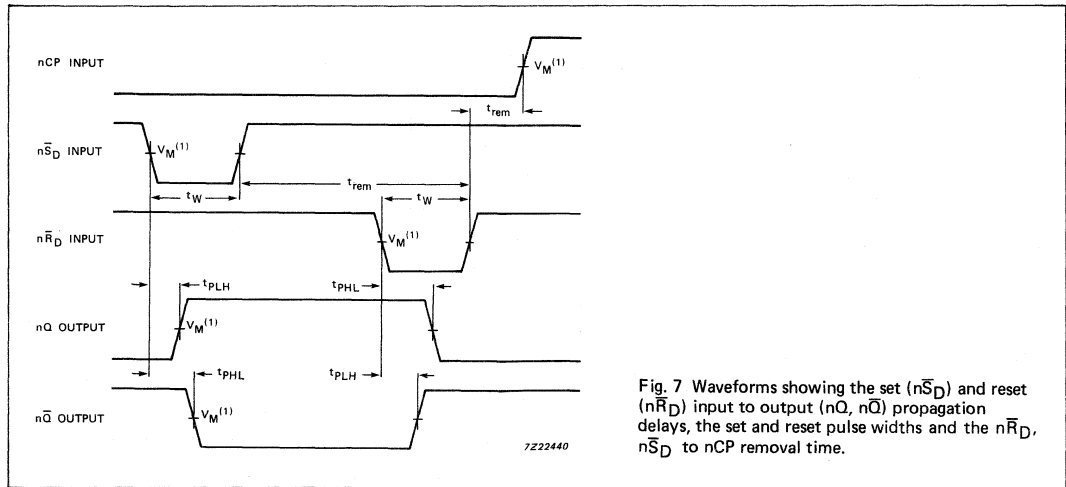 nCP INPUT
V_M(1)
t_rem
nS̅_D INPUT
V_M(1)
t_rem
t_W
t_W
nR̅_D INPUT
V_M(1)
t_PLH
t_PHL
nQ OUTPUT
V_M(1)
t_PHL
t_PLH
nQ̅ OUTPUT
V_M(1)
7Z22440
Fig. 7 Waveforms showing the set (nS̅_D) and reset
(nR̅_D) input to output (nQ, nQ̅) propagation
delays, the set and reset pulse widths and the nR̅_D,
nS̅_D to nCP removal time.